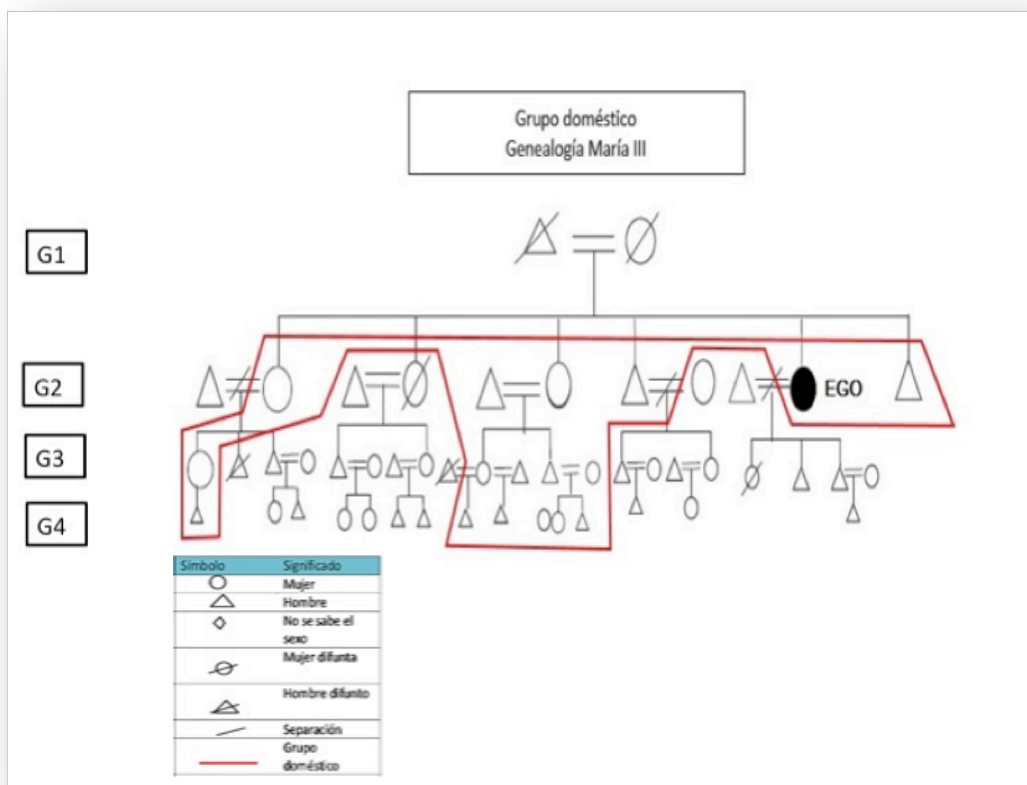 Grupo doméstico
Genealogía María III
G1
G2
EGO
G3
G4
Símbolo Significado
Mujer
Hombre
No se sabe el
sexo
Mujer difunta
Hombre difunto
Separación
Grupo
doméstico